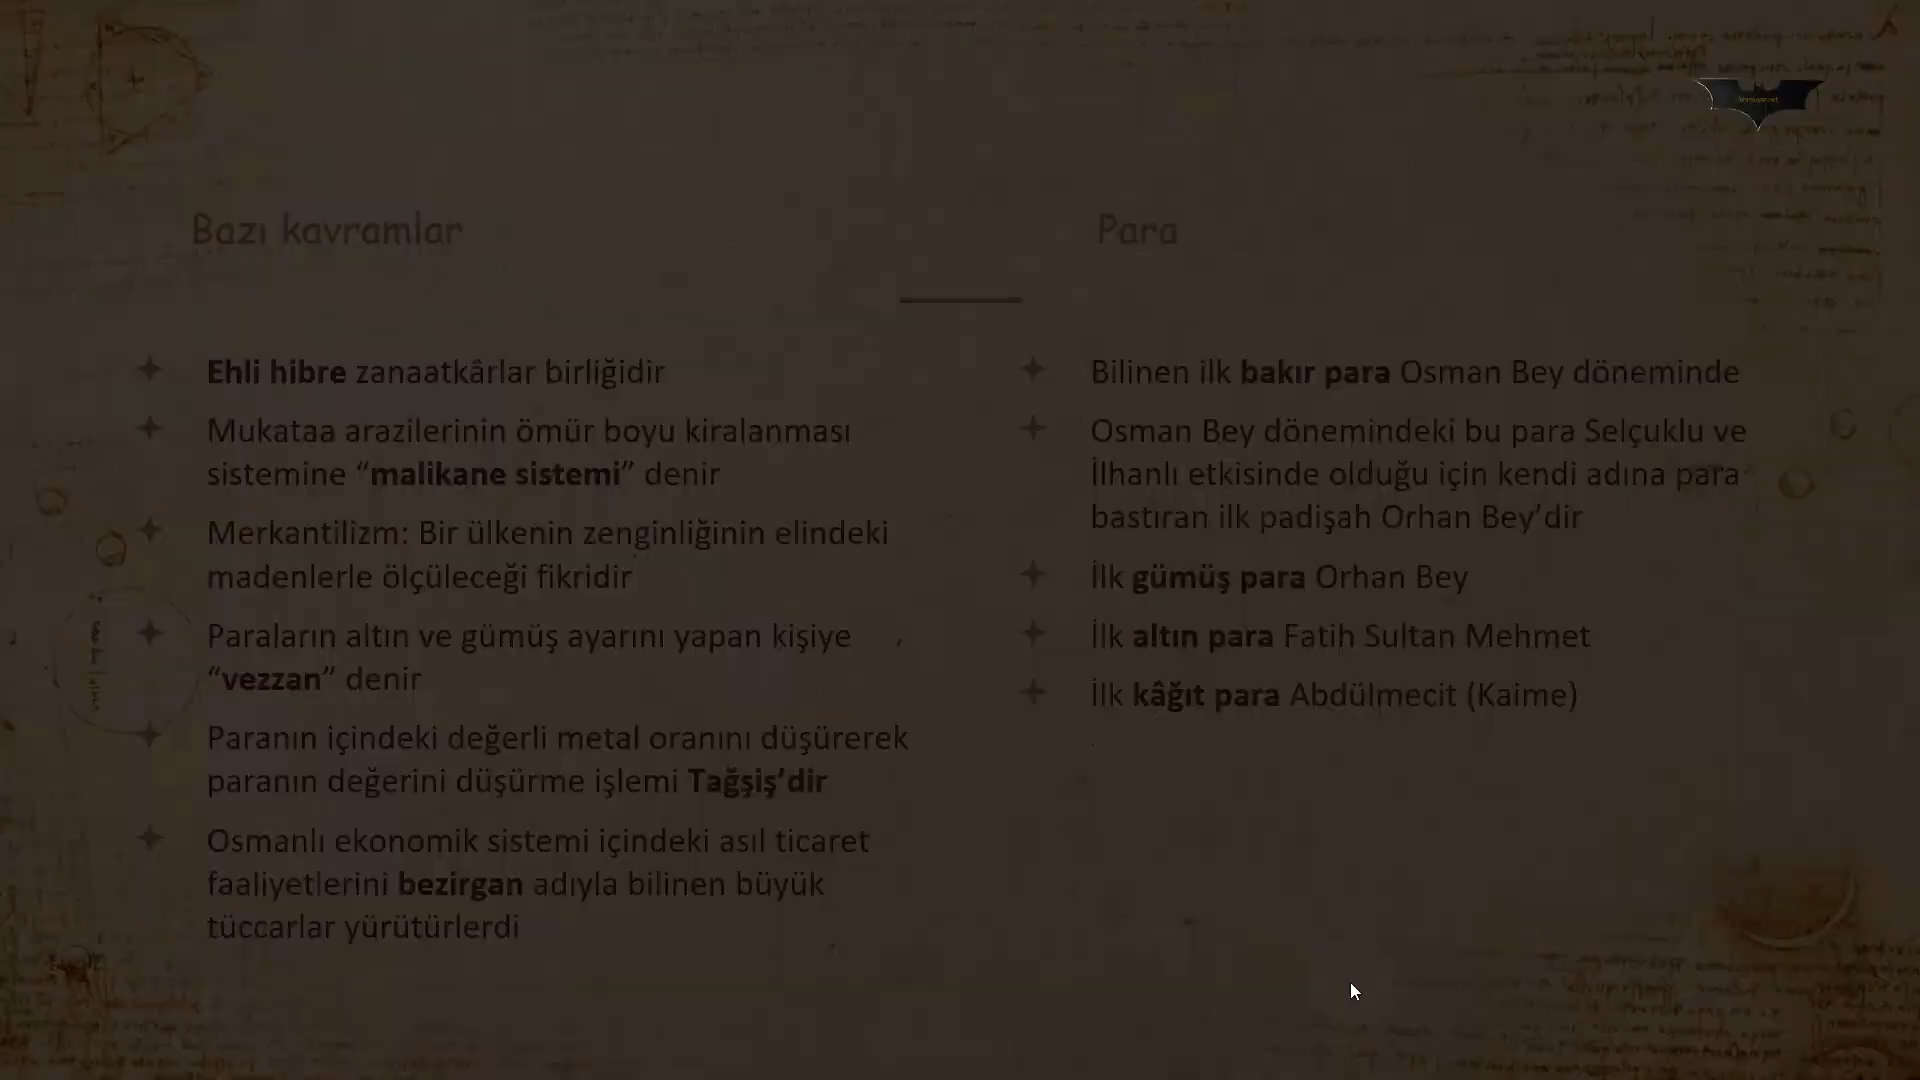 Bazı kavramlar
Ehli hibre zanaatkârlar birliğidir
Mukataa arazilerinin ömür boyu kiralanması
sistemine “malikane sistemi” denir
Merkantilizm: Bir ülkenin zenginliğinin elindeki
madenlerle ölçüleceği fikridir
Paraların altın ve gümüş ayarını yapan kişiye
“vezzan” denir
Paranın içindeki değerli metal oranını düşürerek
paranın değerini düşürme işlemi Tağşiş’dir
Osmanlı ekonomik sistemi içindeki asıl ticaret
faaliyetlerini bezirgan adıyla bilinen büyük
tüccarlar yürütürlerdi
Para
Bilinen ilk bakır para Osman Bey döneminde
Osman Bey dönemindeki bu para Selçuklu ve
İlhanlı etkisinde olduğu için kendi adına para
bastıran ilk padişah Orhan Bey’dir
İlk gümüş para Orhan Bey
İlk altın para Fatih Sultan Mehmet
İlk kâğıt para Abdülmecit (Kaime)